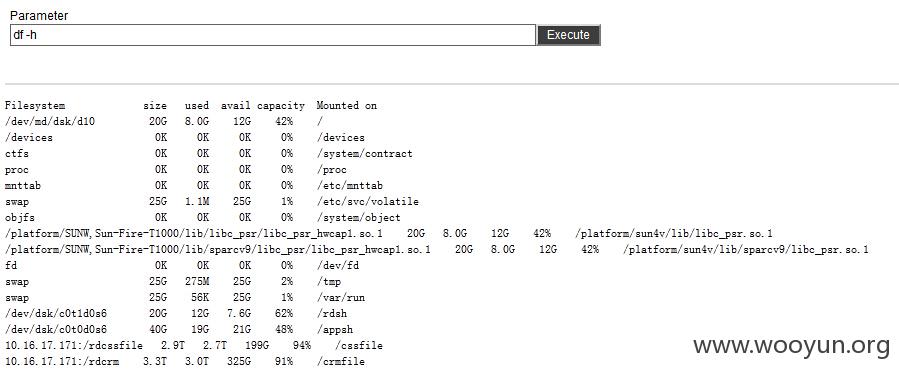 Parameter
df -h Execute
Filesystem size used avail capacity Mounted on
/dev/md/dsk/d10 20G 8.0G 12G 42% /
/devices 0K 0K 0K 0% /devices
ctfs 0K 0K 0K 0% /system/contract
proc 0K 0K 0K 0% /proc
mnttab 0K 0K 0K 0% /etc/mnttab
swap 25G 1.1M 25G 1% /etc/svc/volatile
objfs 0K 0K 0K 0% /system/object
/platform/SUNW,Sun-Fire-T1000/lib/libc_psr/libc_psr_hwcap1.so.1 20G 8.0G 12G 42% /platform/sun4v/lib/libc_psr.so.1
/platform/SUNW,Sun-Fire-T1000/lib/sparcv9/libc_psr/libc_psr_hwcap1.so.1 20G 8.0G 12G 42% /platform/sun4v/lib/sparcv9/libc_psr.so.1
fd 0K 0K 0K 0% /dev/fd
swap 25G 275M 25G 2% /tmp
swap 25G 56K 25G 1% /var/run
/dev/dsk/c0t1d0s6 20G 12G 7.6G 62% /rdsh
/dev/dsk/c0t0d0s6 40G 19G 21G 48% /appsh
10.16.17.171:/rdcssfile 2.9T 2.7T 199G 94% /cssfile
10.16.17.171:/rdcrm 3.3T 3.0T 325G 91% /crmfile
www.wooyun.org